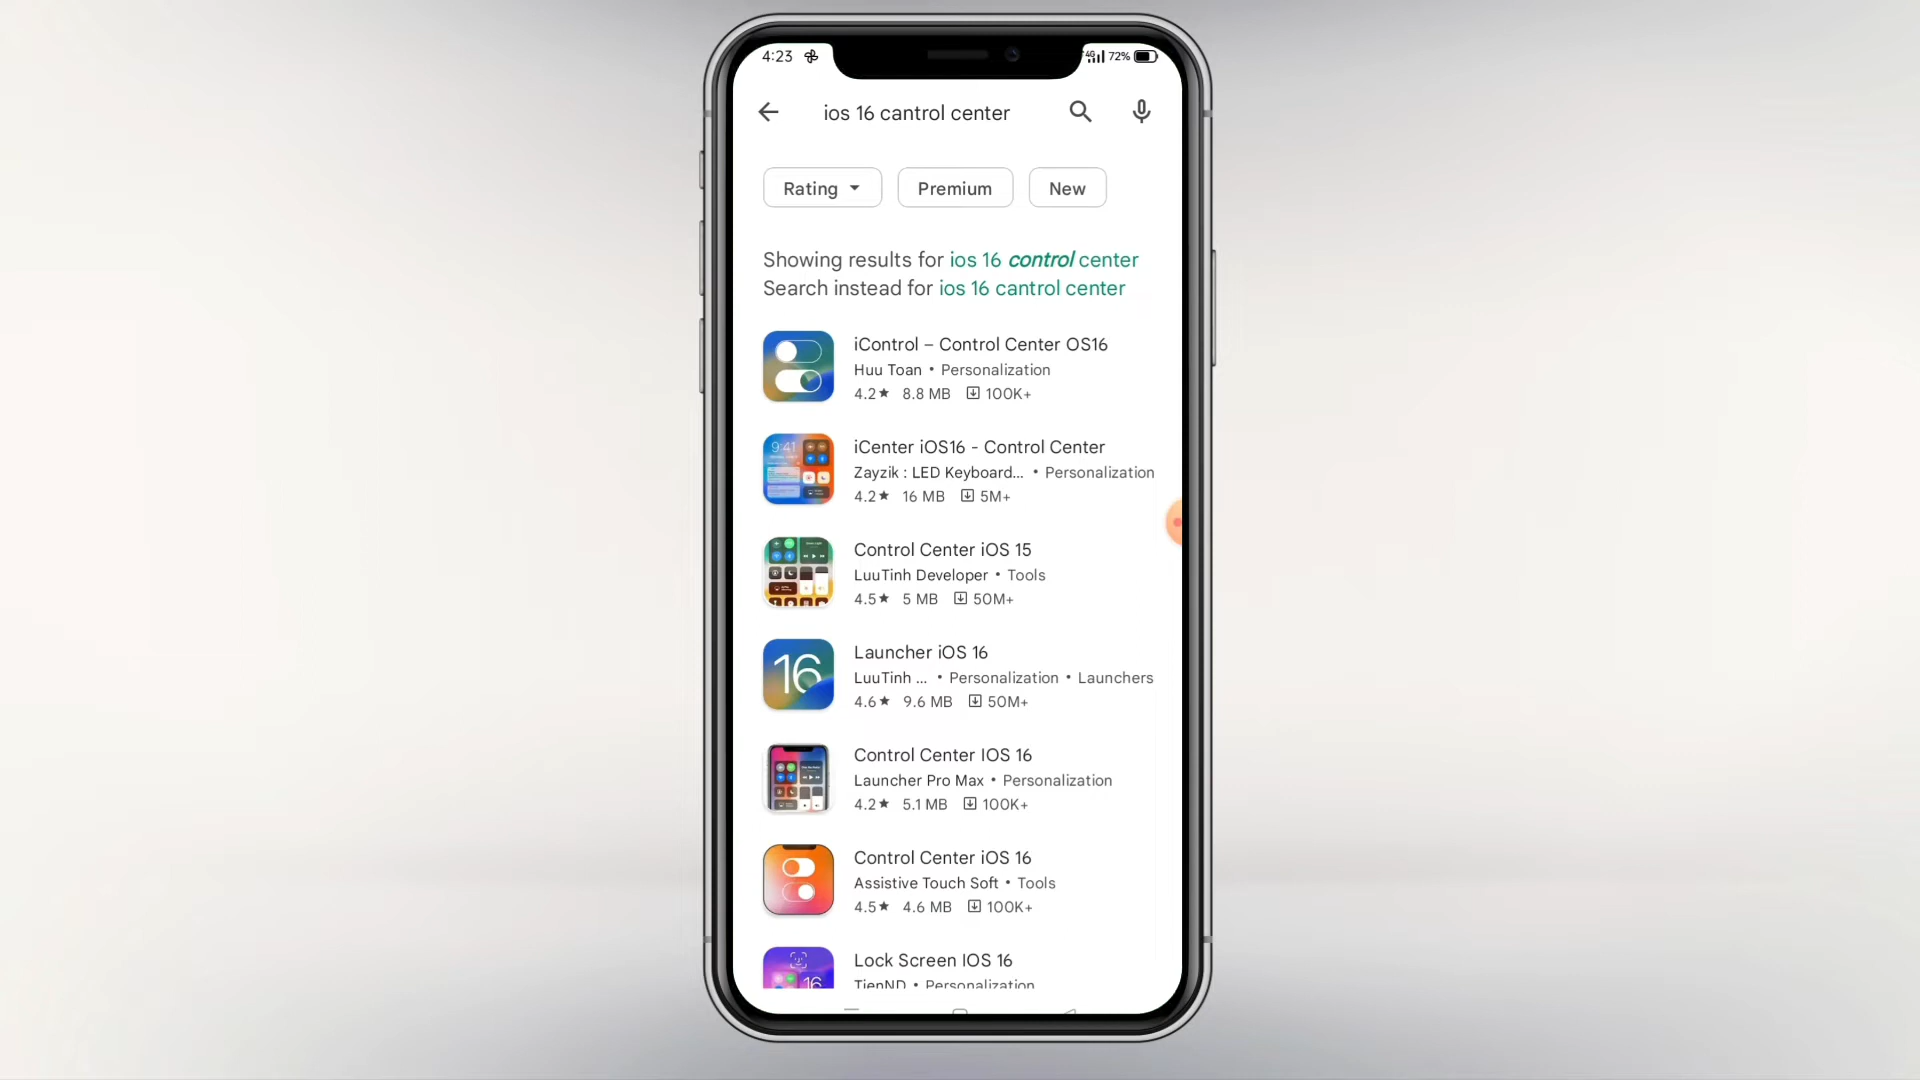 4:23 4G 72%
ios 16 cantrol center
Rating Premium New
Showing results for ios 16 control center
Search instead for ios 16 cantrol center
iControl – Control Center OS16
Huu Toan • Personalization
4.2★ 8.8 MB 100K+
9:41
iCenter iOS16 - Control Center
Zayzik : LED Keyboard... • Personalization
4.2★ 16 MB 5M+
Control Center iOS 15
LuuTinh Developer • Tools
4.5★ 5 MB 50M+
16
Launcher iOS 16
LuuTinh ... • Personalization • Launchers
4.6★ 9.6 MB 50M+
Control Center IOS 16
Launcher Pro Max • Personalization
4.2★ 5.1 MB 100K+
Control Center iOS 16
Assistive Touch Soft • Tools
4.5★ 4.6 MB 100K+
16
Lock Screen IOS 16
TienND • Personalization